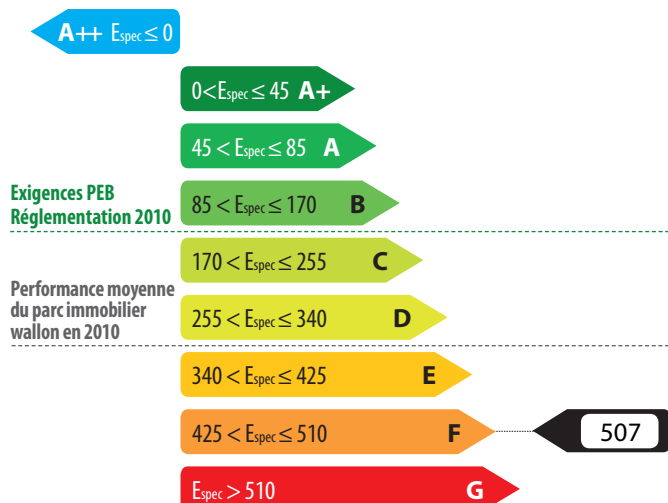 A++ Espec ≤ 0
0<Espec ≤ 45 A+
45 < Espec ≤ 85 A
Exigences PEB
Réglementation 2010
85 < Espec ≤ 170 B
170 < Espec ≤ 255 C
Performance moyenne
du parc immobilier
wallon en 2010
255 < Espec ≤ 340 D
340 < Espec ≤ 425 E
425 < Espec ≤ 510 F
507
Espec > 510 G